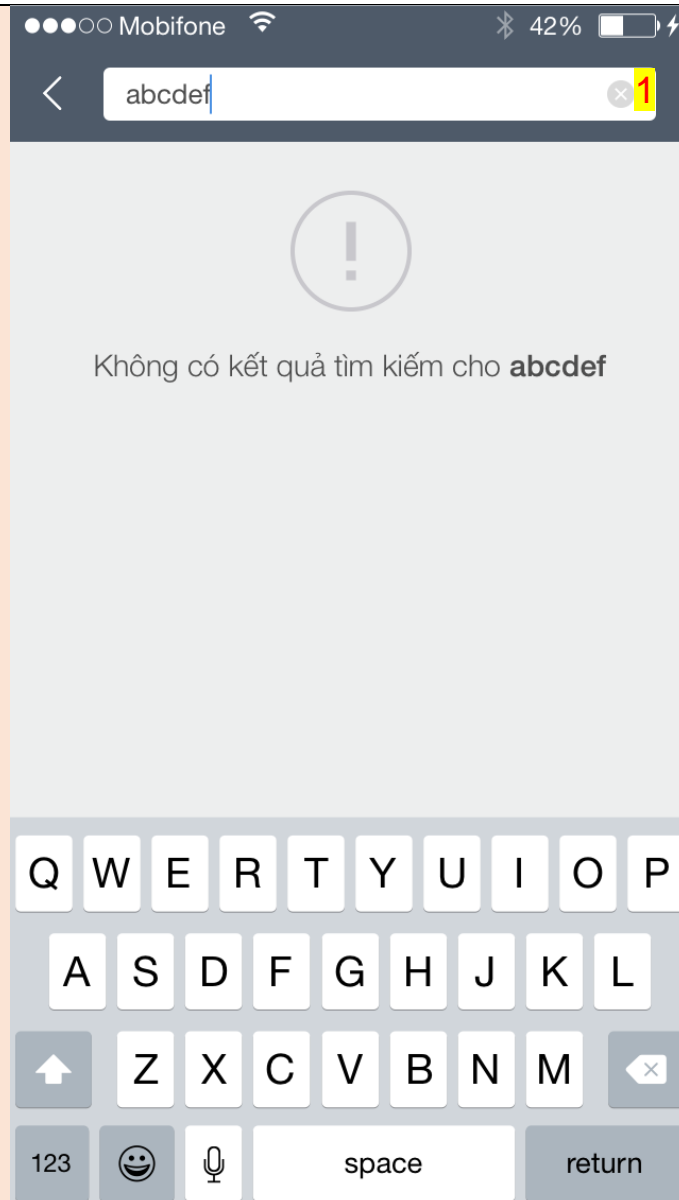 Mobifone 42%
abcdef 1
Không có kết quả tìm kiếm cho abcdef
Q W E R T Y U I O P
A S D F G H J K L
Z X C V B N M
123 space return